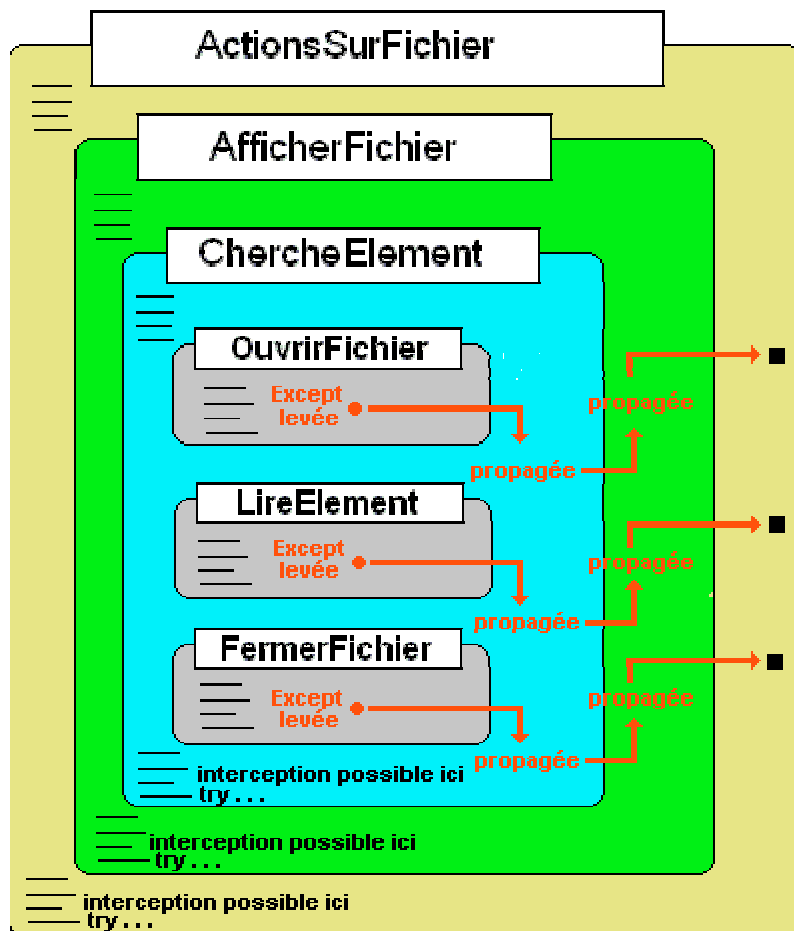 ActionsSurFichier
AfficherFichier
ChercheElement
OuvrirFichier
Except
levée
propagée
propagée
LireElement
Except
levée
propagée
propagée
FermerFichier
Except
levée
propagée
propagée
interception possible ici
try . . .
interception possible ici
try . . .
interception possible ici
try . . .